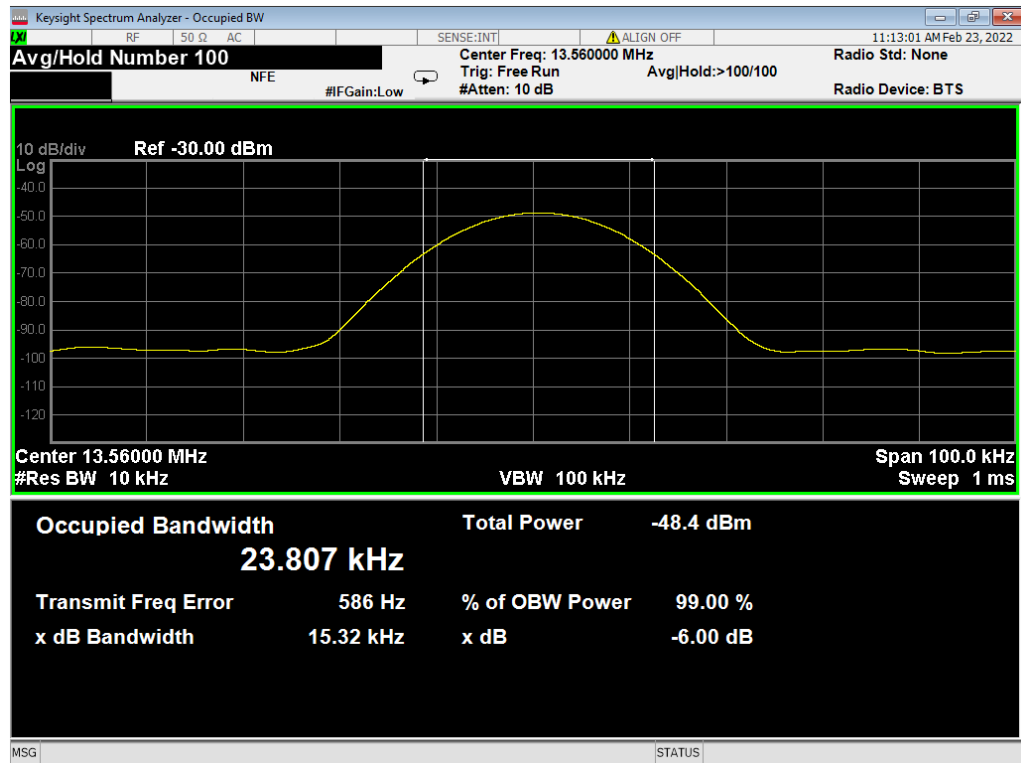 Keysight Spectrum Analyzer - Occupied BW
LXI RF 50 Ω AC SENSE:INT ALIGN OFF 11:13:01 AM Feb 23, 2022
Avg/Hold Number 100 Center Freq: 13.560000 MHz Radio Std: None
NFE Trig: Free Run Avg|Hold:>100/100
#IFGain:Low #Atten: 10 dB Radio Device: BTS
10 dB/div Ref -30.00 dBm
Log
-40.0
-50.0
-60.0
-70.0
-80.0
-90.0
-100
-110
-120
Center 13.56000 MHz Span 100.0 kHz
#Res BW 10 kHz VBW 100 kHz Sweep 1 ms
Occupied Bandwidth Total Power -48.4 dBm
23.807 kHz
Transmit Freq Error 586 Hz % of OBW Power 99.00 %
x dB Bandwidth 15.32 kHz x dB -6.00 dB
MSG STATUS